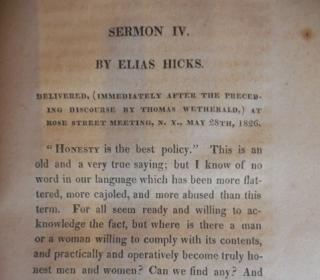 SERMON IV.
BY ELIAS HICKS.
DELIVERED, (IMMEDIATELY AFTER THE PRECED-
ING DISCOURSE BY THOMAS WETHERALD,) AT
ROSE STREET MEETING, N. Y., MAY 28TH, 1826.
"HONESTY is the best policy." This is an
old and a very true saying; but I know of no
word in our language which has been more flat-
tered, more cajoled, and more abused than this
term. For all seem ready and willing to ac-
knowledge the fact, but where is there a man
or a woman willing to comply with its contents,
and practically and operatively become truly ho-
nest men and women? Can we find any? And